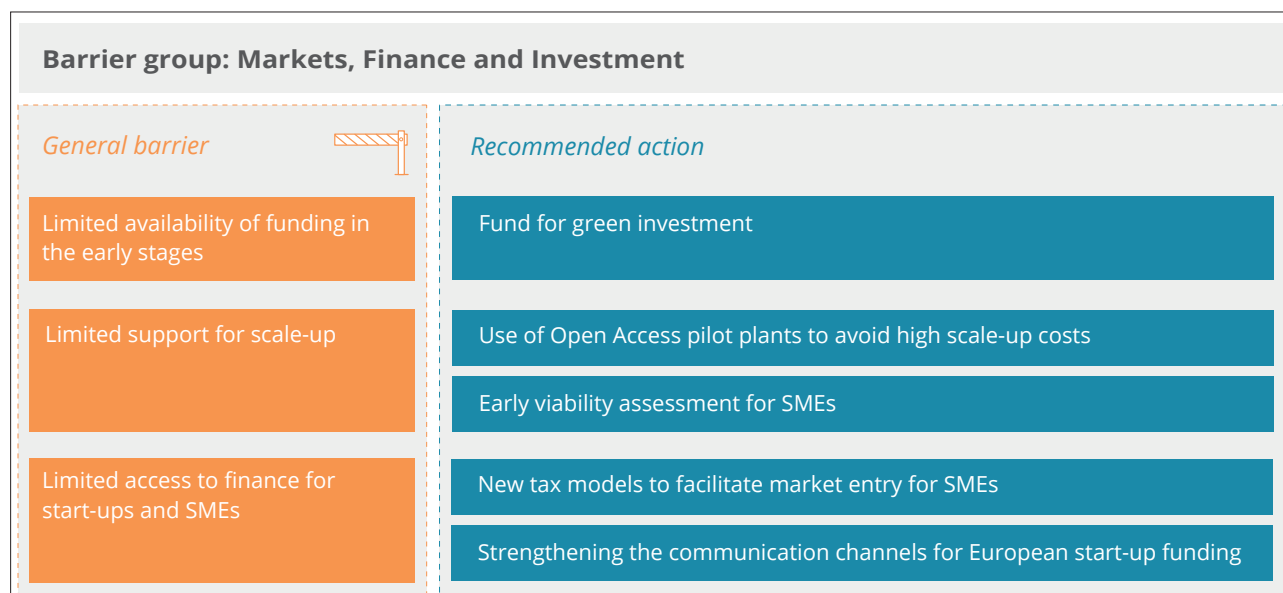 Barrier group: Markets, Finance and Investment
General barrier
Recommended action
Limited availability of funding in
the early stages
Fund for green investment
Limited support for scale-up
Use of Open Access pilot plants to avoid high scale-up costs
Early viability assessment for SMEs
Limited access to finance for
start-ups and SMEs
New tax models to facilitate market entry for SMEs
Strengthening the communication channels for European start-up funding